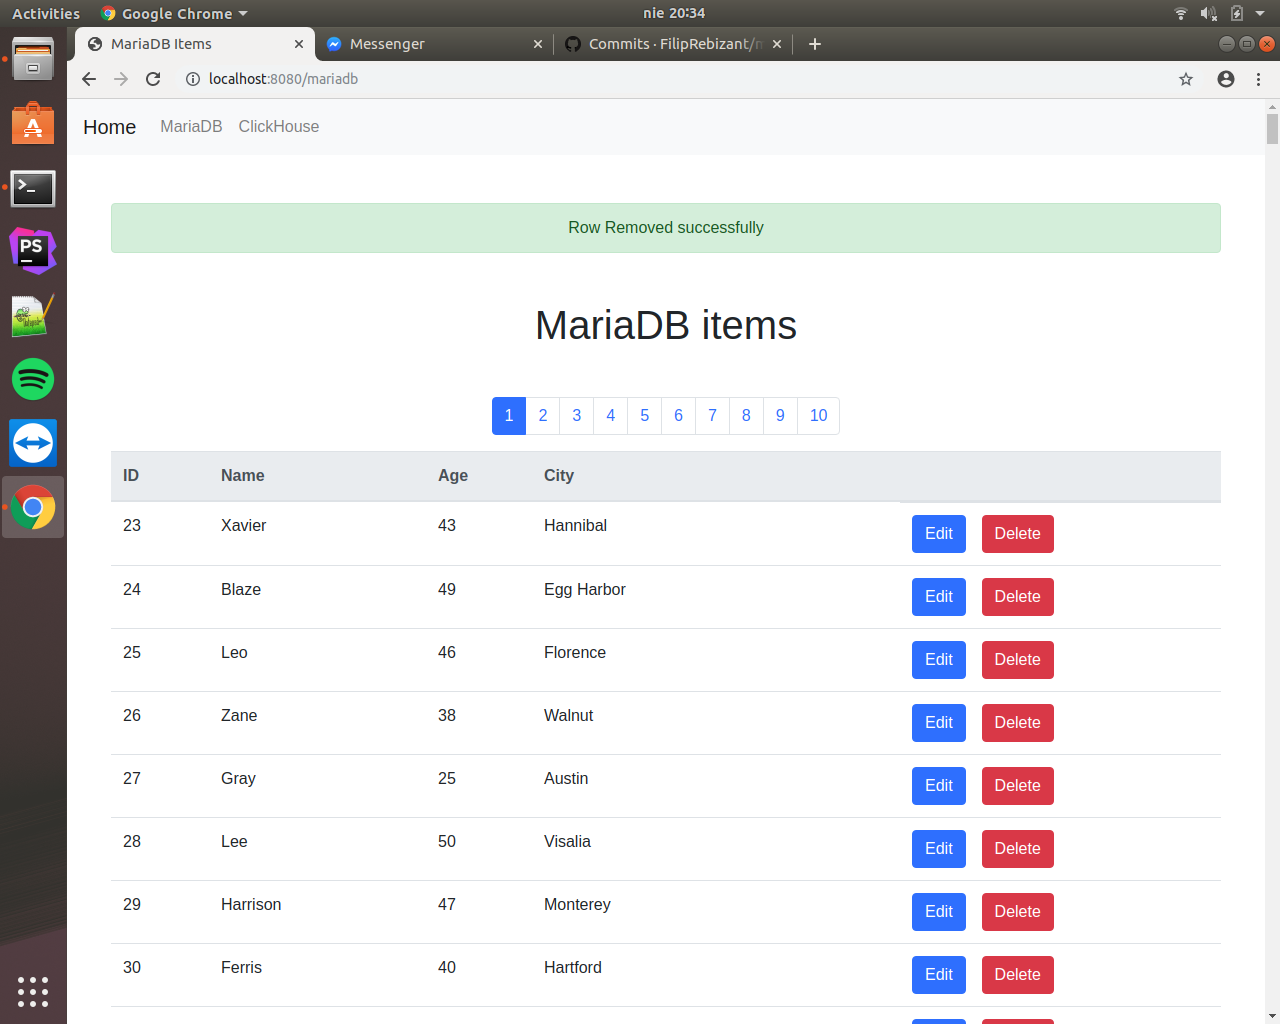 Activities Google Chrome nie 20:34
MariaDB Items Messenger Commits · FilipRebizant/
localhost:8080/mariadb
Home MariaDB ClickHouse
Row Removed successfully
MariaDB items
1 2 3 4 5 6 7 8 9 10
ID Name Age City
23 Xavier 43 Hannibal Edit Delete
24 Blaze 49 Egg Harbor Edit Delete
25 Leo 46 Florence Edit Delete
26 Zane 38 Walnut Edit Delete
27 Gray 25 Austin Edit Delete
28 Lee 50 Visalia Edit Delete
29 Harrison 47 Monterey Edit Delete
30 Ferris 40 Hartford Edit Delete
PS